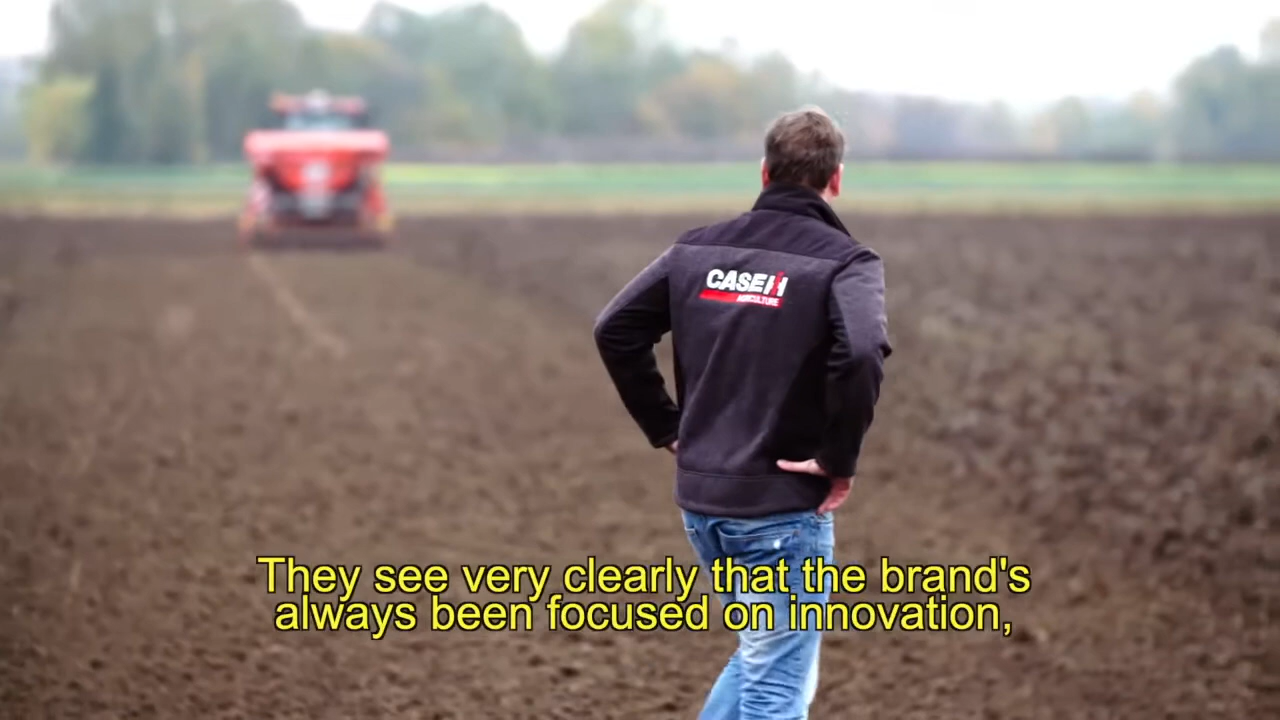 CASE IH
AGRICULTURE
They see very clearly that the brand's
always been focused on innovation,